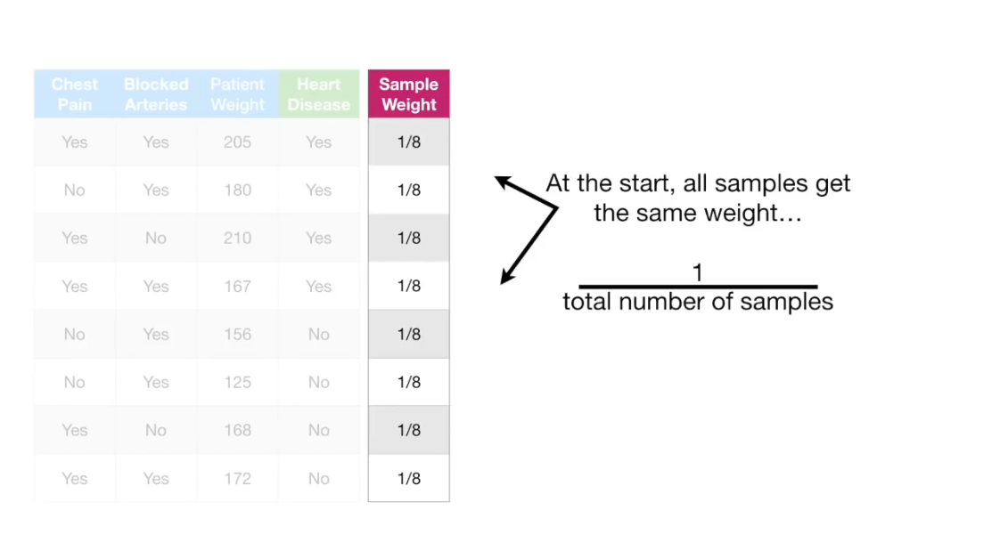 Chest Pain Blocked Arteries Patient Weight Heart Disease Sample Weight
Yes Yes 205 Yes 1/8
No Yes 180 Yes 1/8
Yes No 210 Yes 1/8
Yes Yes 167 Yes 1/8
No Yes 156 No 1/8
No Yes 125 No 1/8
Yes No 168 No 1/8
Yes Yes 172 No 1/8
At the start, all samples get
the same weight…
1
total number of samples